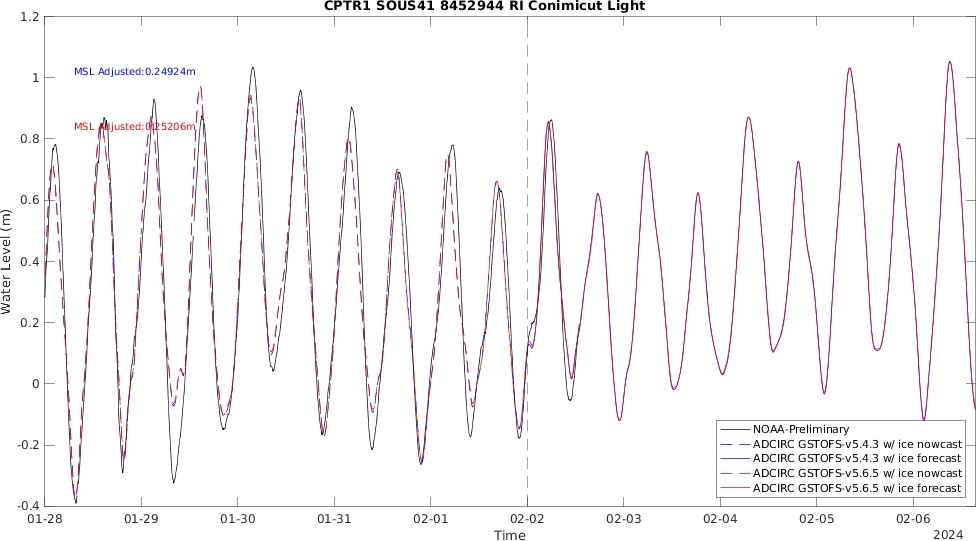 CPTR1 SOUS41 8452944 RI Conimicut Light
1.2
1
0.8
0.6
0.4
0.2
0
-0.2
-0.4
Water Level (m)
MSL Adjusted:0.24924m
MSL Adjusted:0.25206m
NOAA-Preliminary
ADCIRC GSTOFS-v5.4.3 w/ ice nowcast
ADCIRC GSTOFS-v5.4.3 w/ ice forecast
ADCIRC GSTOFS-v5.6.5 w/ ice nowcast
ADCIRC GSTOFS-v5.6.5 w/ ice forecast
01-28 01-29 01-30 01-31 02-01 02-02 02-03 02-04 02-05 02-06
Time
2024